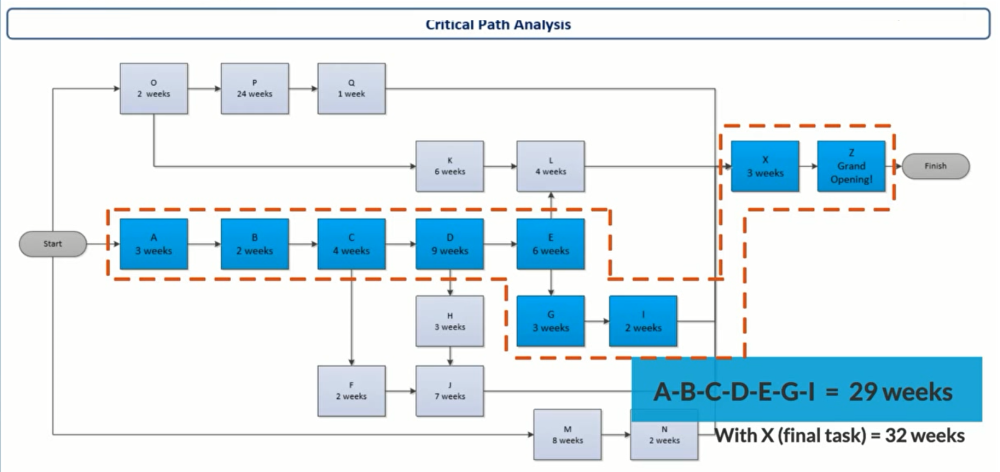 Critical Path Analysis
O
2 weeks
P
24 weeks
Q
1 week
K
6 weeks
L
4 weeks
X
3 weeks
Z
Grand
Opening!
Finish
Start
A
3 weeks
B
2 weeks
C
4 weeks
D
9 weeks
E
6 weeks
H
3 weeks
G
3 weeks
I
2 weeks
F
2 weeks
J
7 weeks
A-B-C-D-E-G-I = 29 weeks
M
8 weeks
N
2 weeks
With X (final task) = 32 weeks